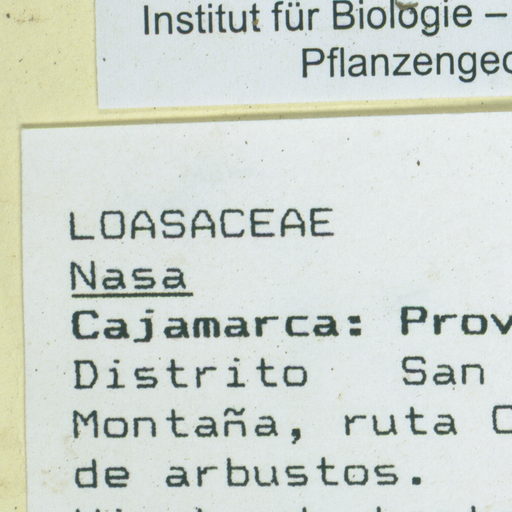 Institut für Biologie –
Pflanzengeo
LOASACEAE
Nasa
Cajamarca: Prov
Distrito San
Montaña, ruta
de arbustos.